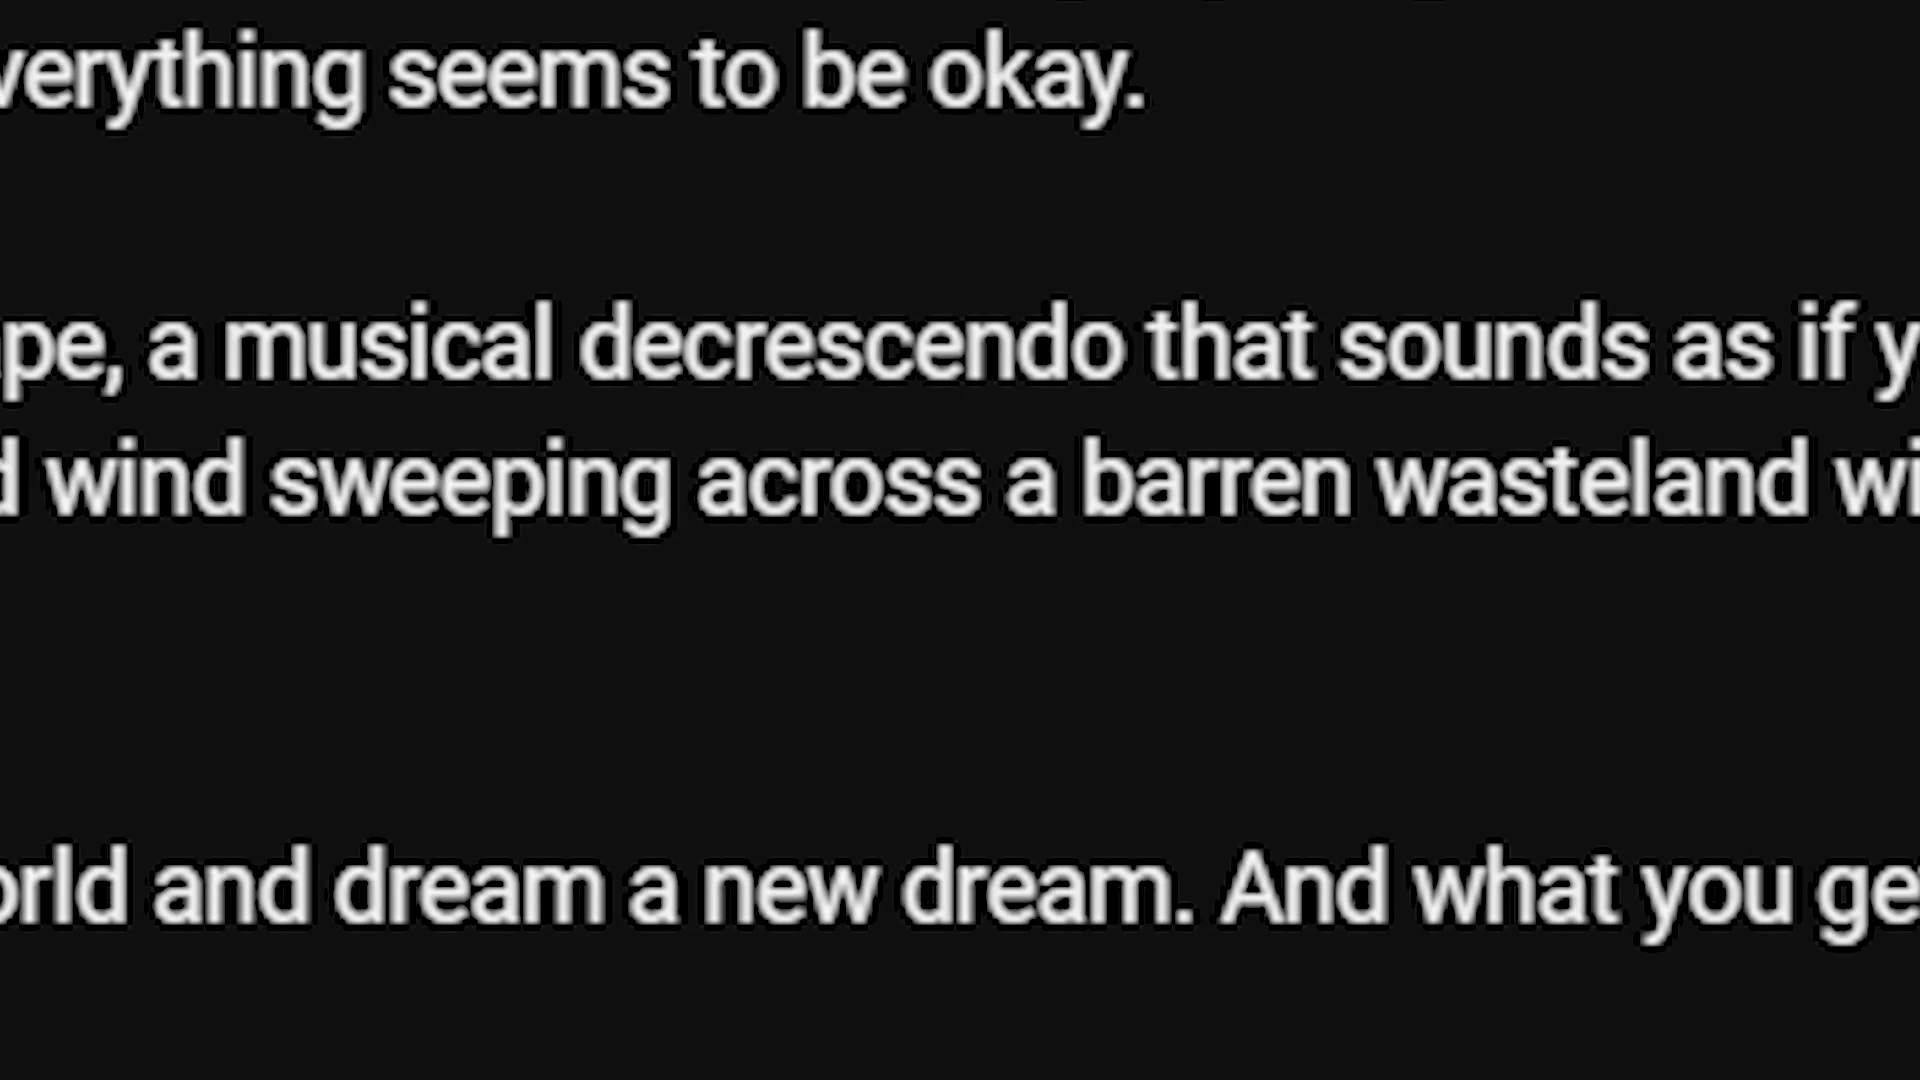 verything seems to be okay.
pe, a musical decrescendo that sounds as if y
d wind sweeping across a barren wasteland wi
orld and dream a new dream. And what you ge